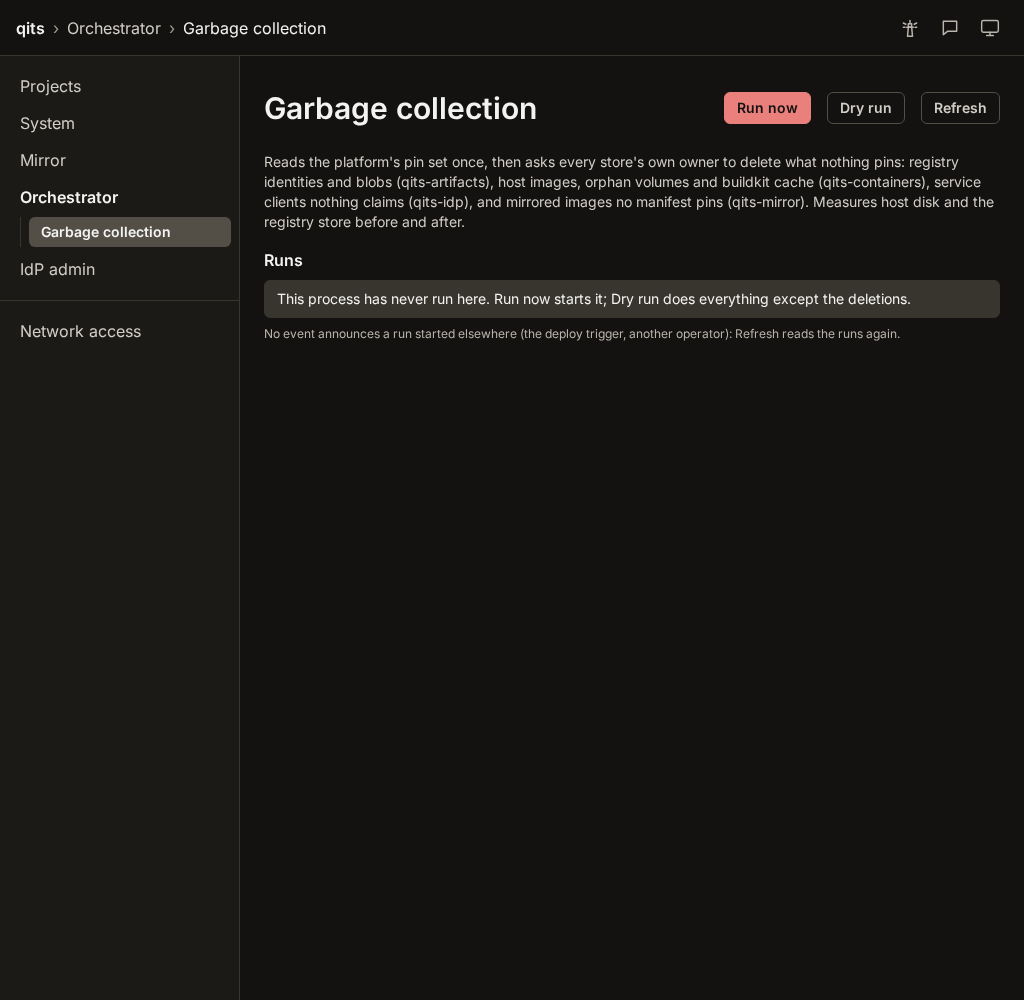 qits › Orchestrator › Garbage collection
Projects
System
Mirror
Orchestrator
Garbage collection
IdP admin
Network access
Garbage collection
Run now
Dry run
Refresh
Reads the platform's pin set once, then asks every store's own owner to delete what nothing pins: registry
identities and blobs (qits-artifacts), host images, orphan volumes and buildkit cache (qits-containers), service
clients nothing claims (qits-idp), and mirrored images no manifest pins (qits-mirror). Measures host disk and the
registry store before and after.
Runs
This process has never run here. Run now starts it; Dry run does everything except the deletions.
No event announces a run started elsewhere (the deploy trigger, another operator): Refresh reads the runs again.